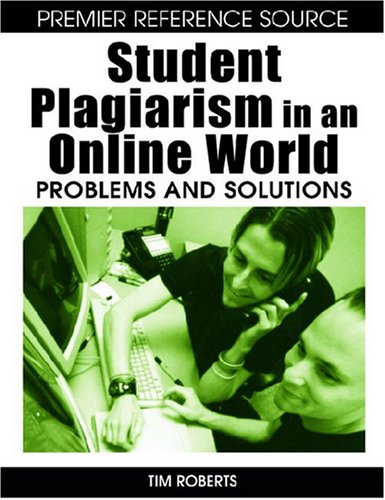 PREMIER REFERENCE SOURCE
Student
Plagiarism in an
Online World
PROBLEMS AND SOLUTIONS
TIM ROBERTS